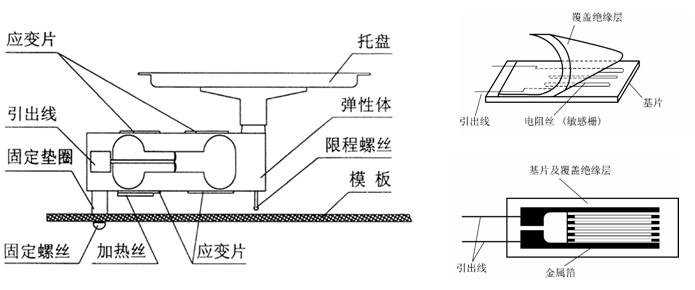 应变片
托盘
引出线
弹性体
固定垫圈
限程螺丝
模板
固定螺丝
加热丝
应变片
覆盖绝缘层
引出线
电阻丝（敏感栅）
基片
基片及覆盖绝缘层
引出线
金属箔